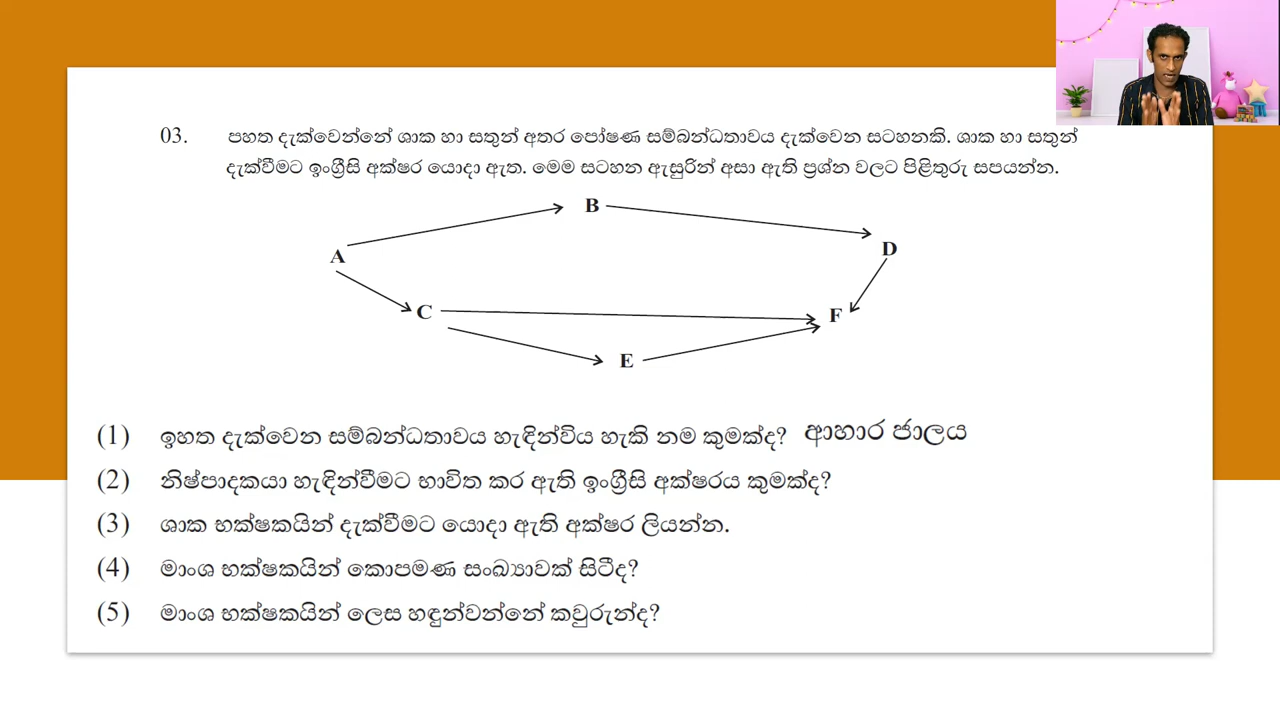 03. පහත දැක්වෙන්නේ ශාක හා සතුන් අතර පෝෂණ සම්බන්ධතාවය දැක්වෙන සටහනකි. ශාක හා සතුන්
දැක්වීමට ඉංග්‍රීසි අක්ෂර යොදා ඇත. මෙම සටහන ඇසුරින් අසා ඇති ප්‍රශ්න වලට පිළිතුරු සපයන්න.
B
D
A
C
F
E
(1) ඉහත දැක්වෙන සම්බන්ධතාවය හැඳින්විය හැකි නම කුමක්ද? ආහාර ජාලය
(2) නිෂ්පාදකයා හැඳින්වීමට භාවිත කර ඇති ඉංග්‍රීසි අක්ෂරය කුමක්ද?
(3) ශාක භක්ෂකයින් දැක්වීමට යොදා ඇති අක්ෂර ලියන්න.
(4) මාංශ භක්ෂකයින් කොපමණ සංඛ්‍යාවක් සිටීද?
(5) මාංශ භක්ෂකයින් ලෙස හඳුන්වන්නේ කවුරුන්ද?